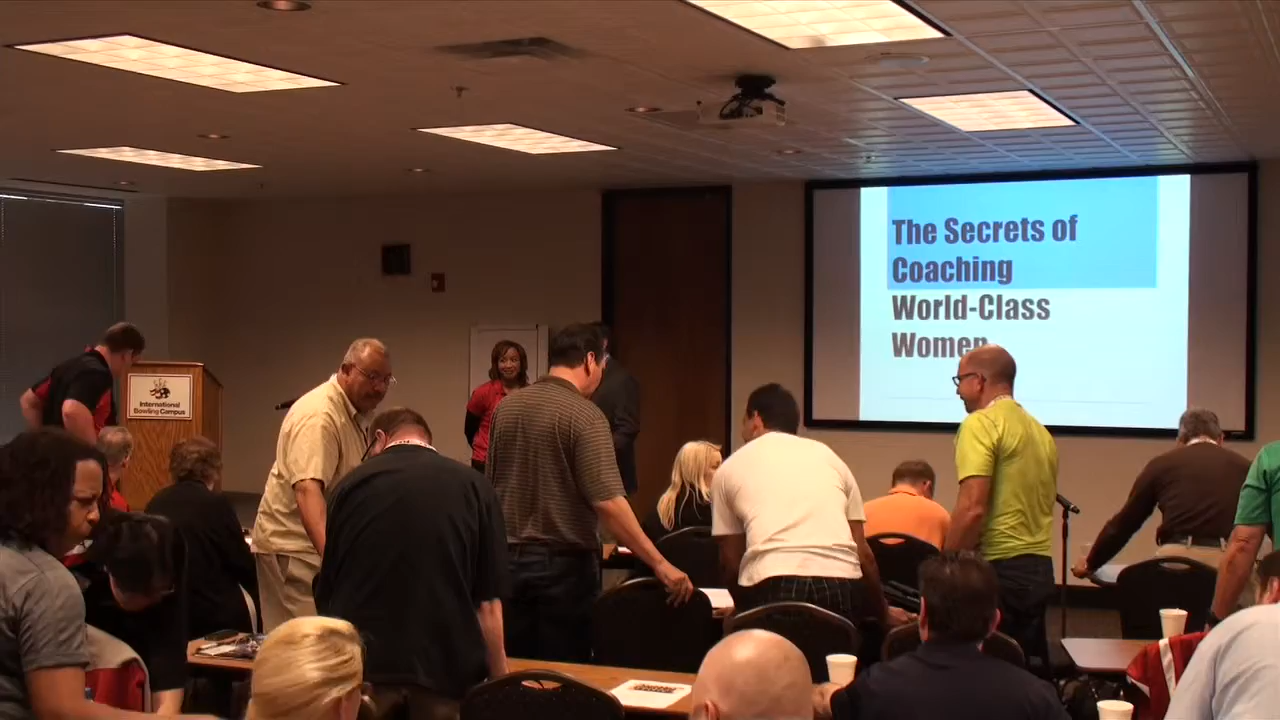 The Secrets of
Coaching
World-Class
Women
International
Bowling Campus